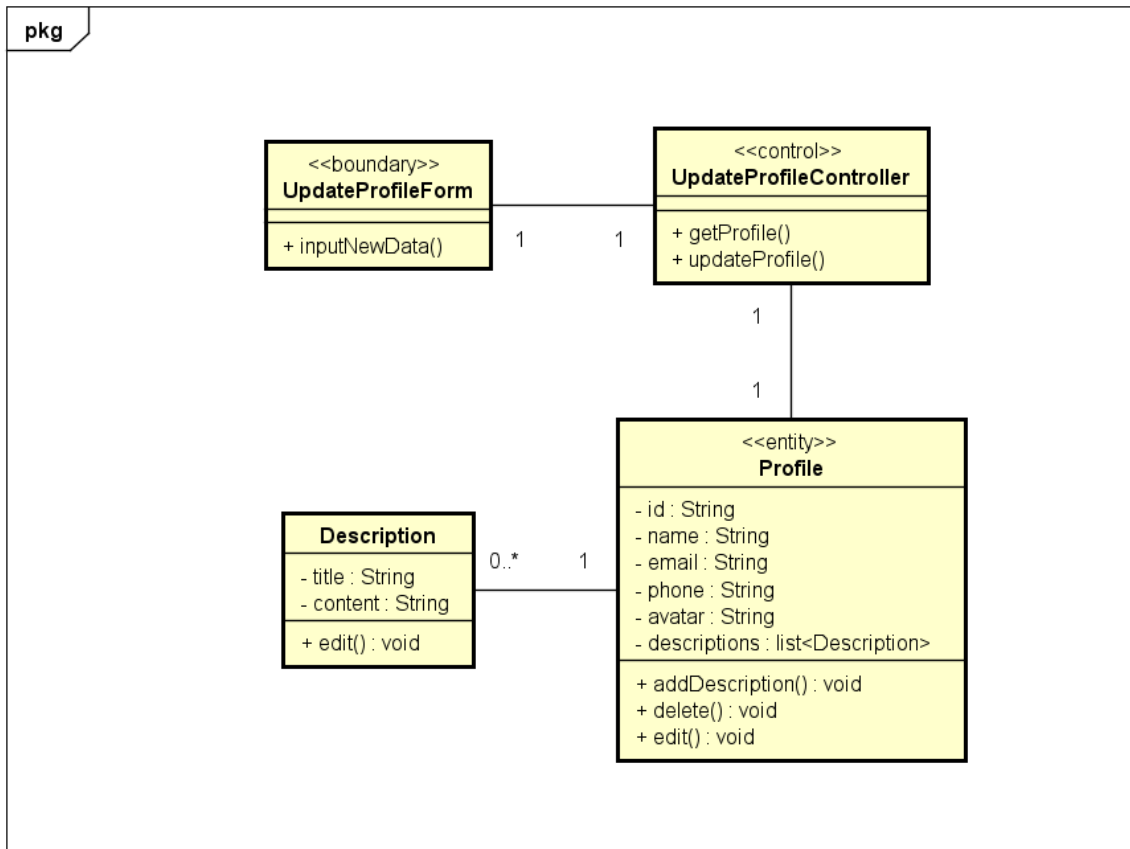 pkg
<<boundary>>
UpdateProfileForm
+ inputNewData()
1
1
<<control>>
UpdateProfileController
+ getProfile()
+ updateProfile()
1
1
<<entity>>
Profile
- id : String
- name : String
- email : String
- phone : String
- avatar : String
- descriptions : list<Description>
+ addDescription() : void
+ delete() : void
+ edit() : void
Description
- title : String
- content : String
+ edit() : void
0..*
1